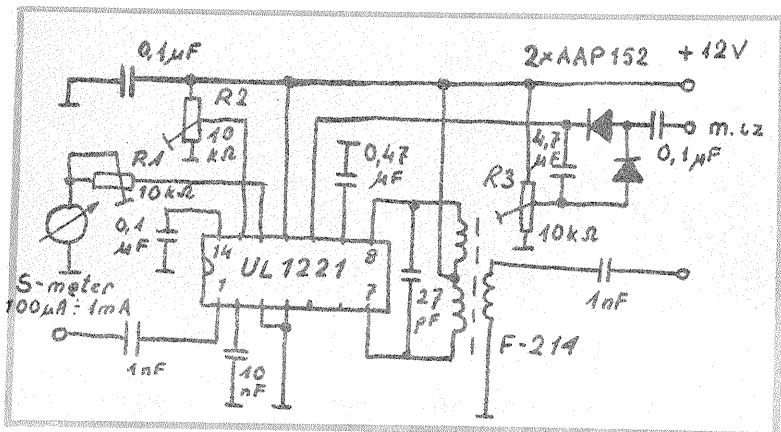 0,1µF
2×AAP152
+12V
R2
10
kΩ
R1
10kΩ
0,47
µF
4,7
µF
m.cz
0,1µF
R3
10kΩ
0,1
µF
14
8
UL1221
1
7
S-meter
100µA÷1mA
27
pF
1nF
F-214
1nF
10
nF